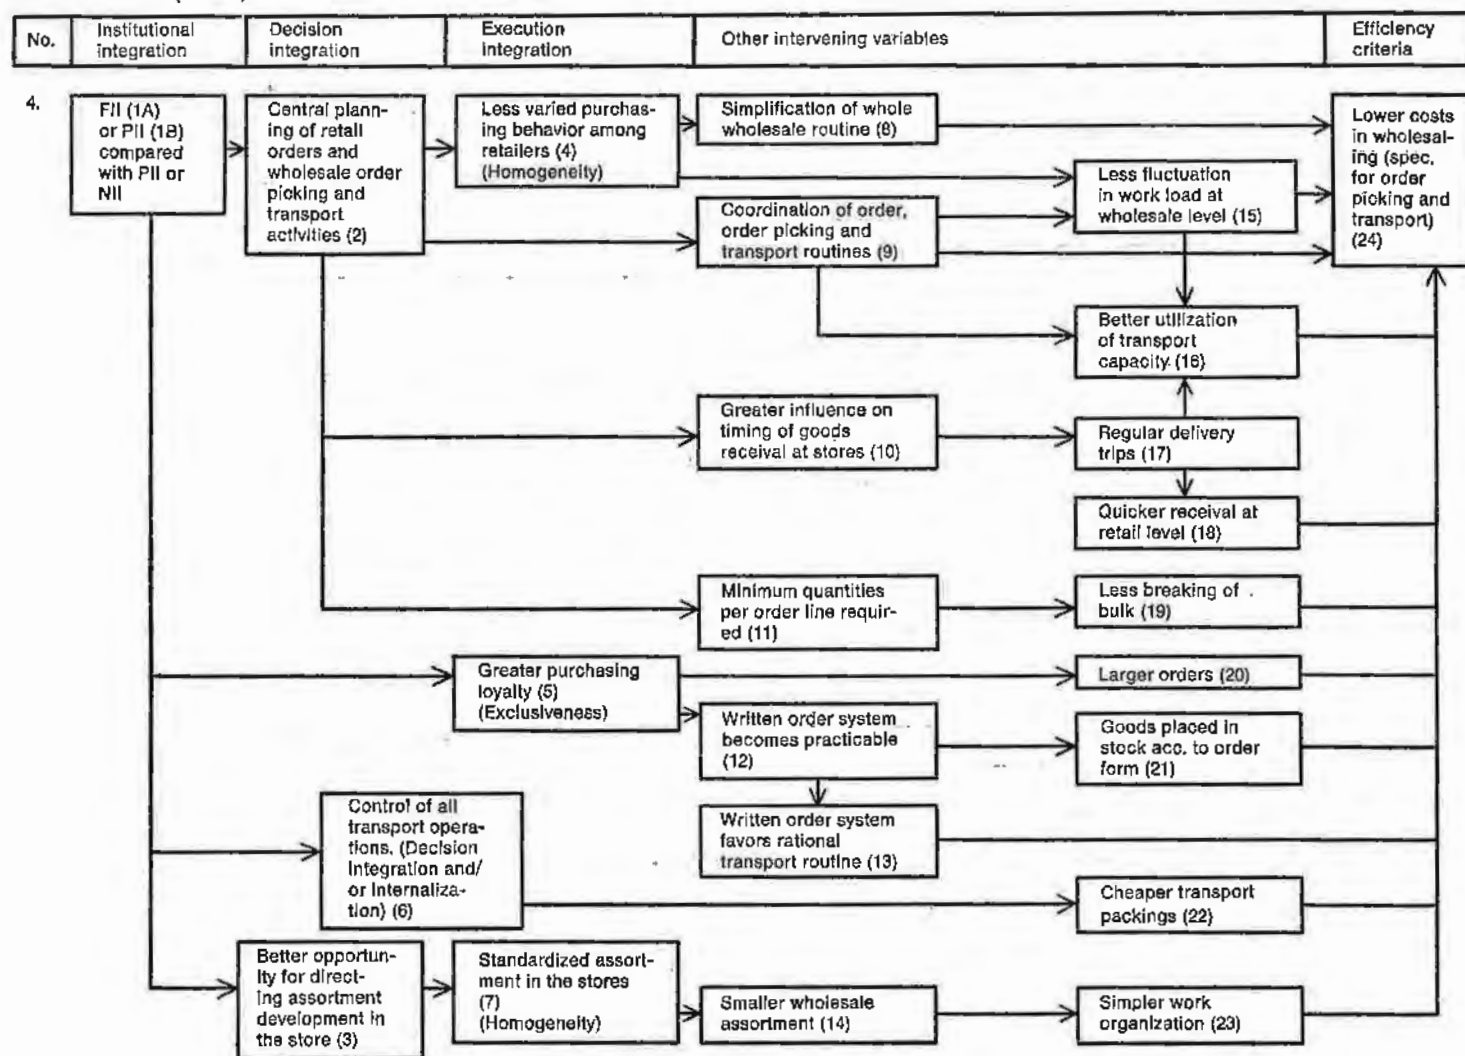 No.
Institutional
integration
Decision
integration
Execution
integration
Other intervening variables
Efficiency
criteria
4.
FII (1A)
or PII (1B)
compared
with PII or
NII
Central plann-
ing of retail
orders and
wholesale order
picking and
transport
activities (2)
Less varied purchas-
ing behavior among
retailers (4)
(Homogeneity)
Simplification of whole
wholesale routine (8)
Lower costs
in wholesal-
ing (spec.
for order
picking and
transport)
(24)
Less fluctuation
in work load at
wholesale level (15)
Coordination of order,
order picking and
transport routines (9)
Better utilization
of transport
capacity (16)
Greater influence on
timing of goods
receival at stores (10)
Regular delivery
trips (17)
Quicker receival at
retail level (18)
Minimum quantities
per order line requir-
ed (11)
Less breaking of
bulk (19)
Greater purchasing
loyalty (5)
(Exclusiveness)
Larger orders (20)
Written order system
becomes practicable
(12)
Goods placed in
stock acc. to order
form (21)
Control of all
transport opera-
tions. (Decision
Integration and/
or Internaliza-
tion) (6)
Written order system
favors rational
transport routine (13)
Cheaper transport
packings (22)
Better opportun-
ity for direct-
ing assortment
development in
the store (3)
Standardized assort-
ment in the stores
(7)
(Homogeneity)
Smaller wholesale
assortment (14)
Simpler work
organization (23)